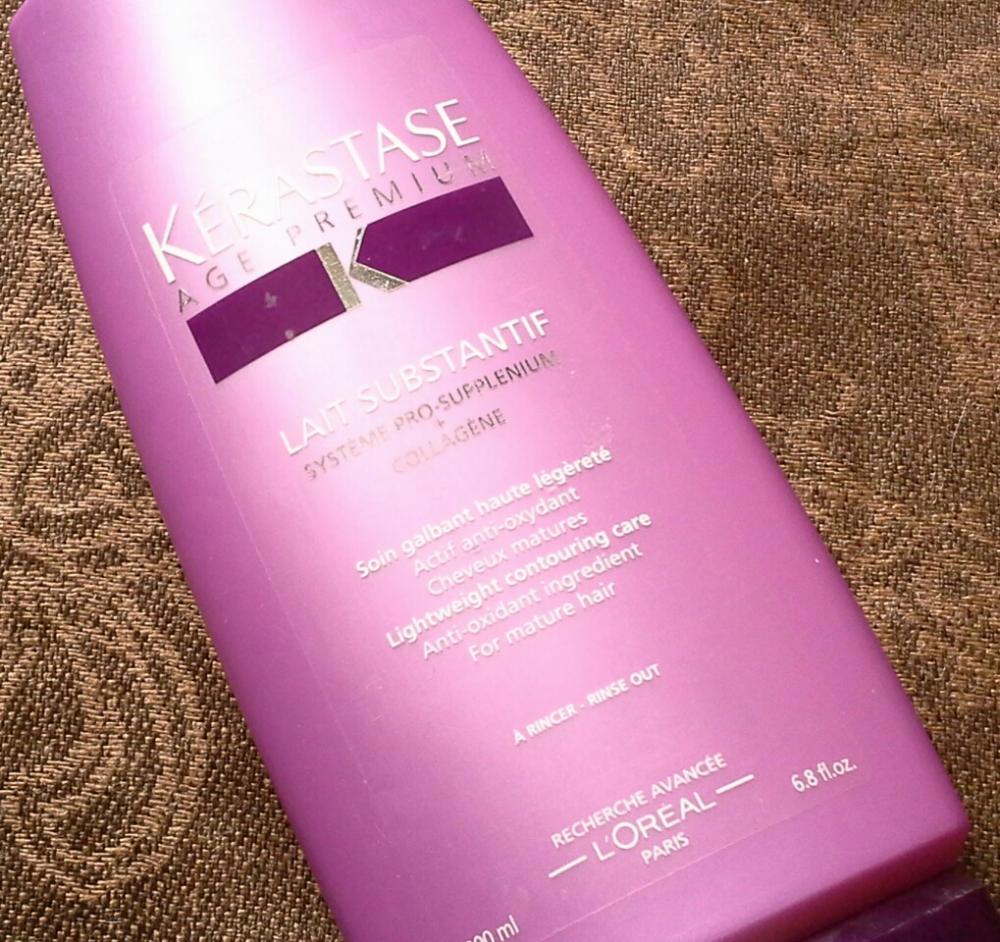 KÉRASTASE
AGE PREMIUM
K
LAIT SUBSTANTIF
SYSTÈME PRO-SUPPLENIUM
+
COLLAGÈNE
Soin galbant haute légèreté
Actif anti-oxydant
Cheveux matures
Lightweight contouring care
Anti-oxidant ingredient
For mature hair
À RINCER - RINSE OUT
RECHERCHE AVANCÉE
L'ORÉAL
PARIS
6.8 fl.oz.
ml